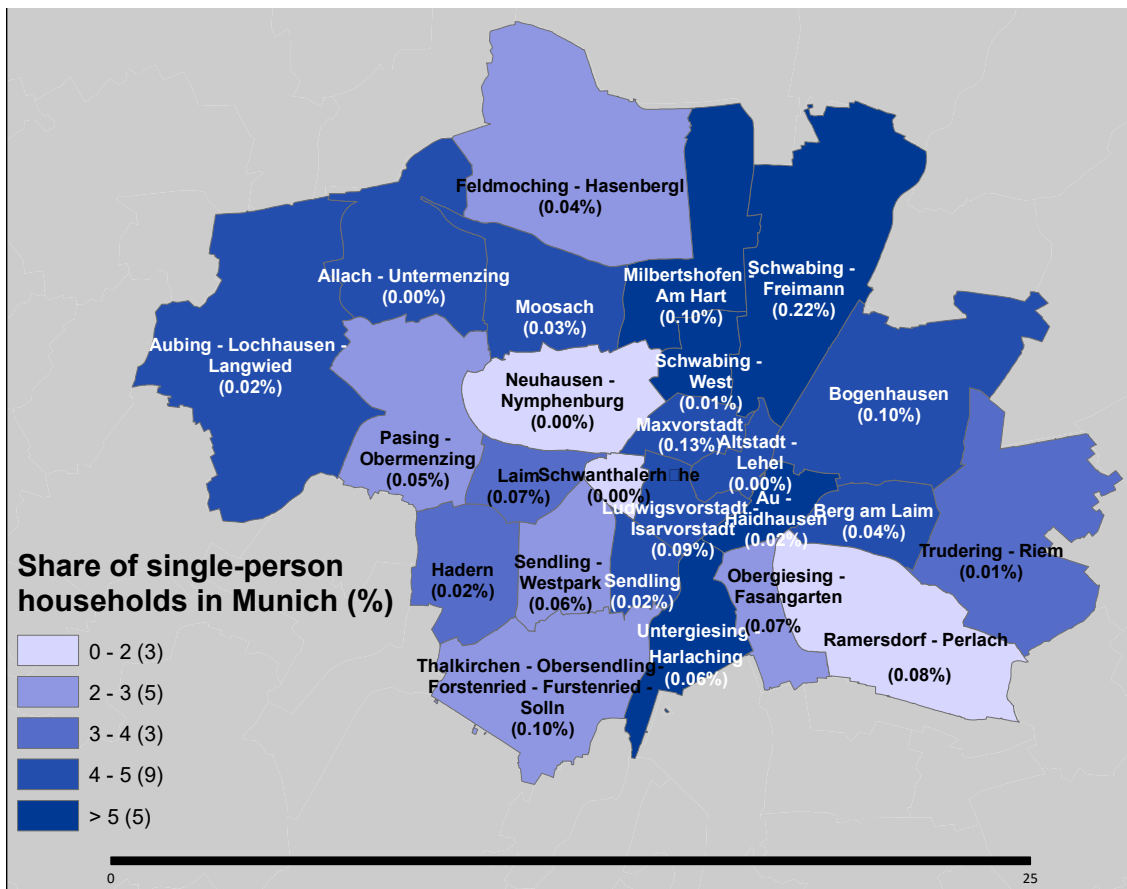 Feldmoching - Hasenbergl
(0.04%)
Allach - Untermenzing
(0.00%)
Moosach
(0.03%)
Milbertshofen -
Am Hart
(0.10%)
Schwabing -
Freimann
(0.22%)
Aubing - Lochhausen -
Langwied
(0.02%)
Neuhausen -
Nymphenburg
(0.00%)
Schwabing -
West
(0.01%)
Bogenhausen
(0.10%)
Maxvorstadt
(0.13%)
Altstadt -
Lehel
(0.00%)
Pasing -
Obermenzing
(0.05%)
Laim
(0.07%)
Schwanthalerh□he
(0.00%)
Ludwigsvorstadt -
Isarvorstadt
(0.09%)
Au -
Haidhausen
(0.02%)
Berg am Laim
(0.04%)
Trudering - Riem
(0.01%)
Hadern
(0.02%)
Sendling -
Westpark
(0.06%)
Sendling
(0.02%)
Obergiesing -
Fasangarten
(0.07%
Untergiesing -
Harlaching
(0.06%)
Ramersdorf - Perlach
(0.08%)
Thalkirchen - Obersendling-
Forstenried - Furstenried -
Solln
(0.10%)
Share of single-person
households in Munich (%)
0 - 2 (3)
2 - 3 (5)
3 - 4 (3)
4 - 5 (9)
> 5 (5)
0
25